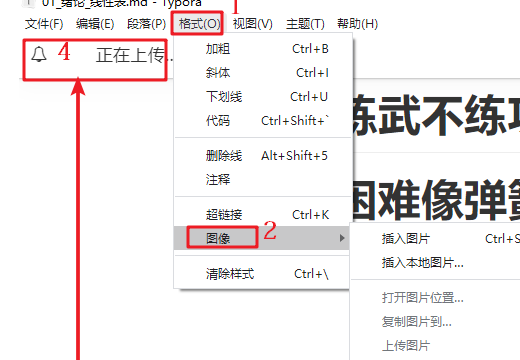 01_绪论_线性表.md - Typora
1
文件(F) 编辑(E) 段落(P) 格式(O) 视图(V) 主题(T) 帮助(H)
4 正在上传..
加粗 Ctrl+B
斜体 Ctrl+I
下划线 Ctrl+U
代码 Ctrl+Shift+`
练武不练功
删除线 Alt+Shift+5
注释
困难像弹簧
超链接 Ctrl+K
2
图像
插入图片 Ctrl+S
插入本地图片...
清除样式 Ctrl+\
打开图片位置...
复制图片到...
上传图片